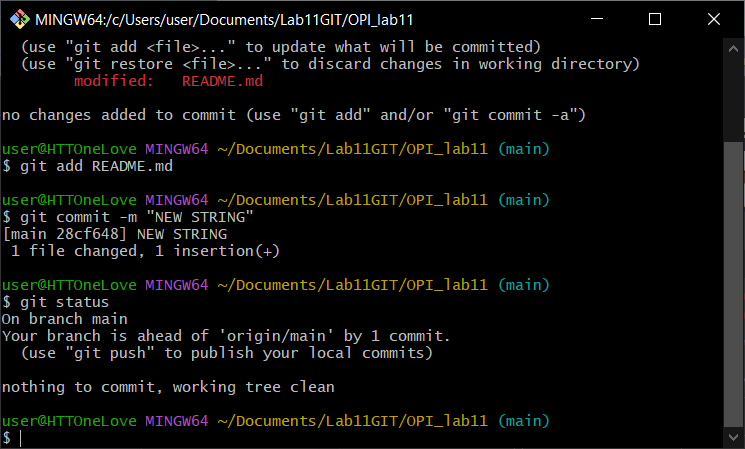 MINGW64:/c/Users/user/Documents/Lab11GIT/OPI_lab11
  (use "git add <file>..." to update what will be committed)
  (use "git restore <file>..." to discard changes in working directory)
        modified:   README.md

no changes added to commit (use "git add" and/or "git commit -a")

user@HTTOneLove MINGW64 ~/Documents/Lab11GIT/OPI_lab11 (main)
$ git add README.md

user@HTTOneLove MINGW64 ~/Documents/Lab11GIT/OPI_lab11 (main)
$ git commit -m "NEW STRING"
[main 28cf648] NEW STRING
 1 file changed, 1 insertion(+)

user@HTTOneLove MINGW64 ~/Documents/Lab11GIT/OPI_lab11 (main)
$ git status
On branch main
Your branch is ahead of 'origin/main' by 1 commit.
  (use "git push" to publish your local commits)

nothing to commit, working tree clean

user@HTTOneLove MINGW64 ~/Documents/Lab11GIT/OPI_lab11 (main)
$